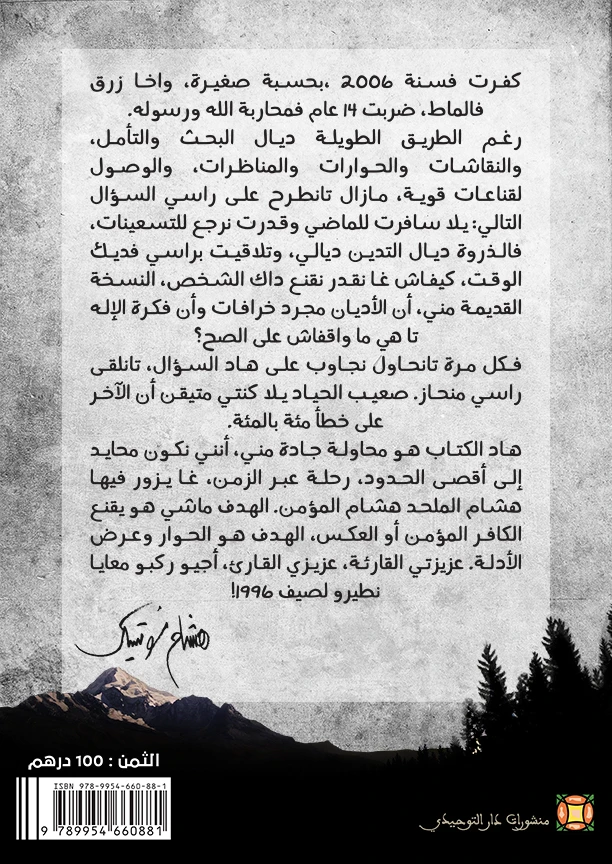 كفرت فسنة 2006 ،بحسبة صغيرة، واخا زرق
فالماط، ضربت 14 عام فمحاربة الله ورسوله.
رغم الطريق الطويلة ديال البحث والتأمل،
والنقاشات والحوارات والمناظرات، والوصول
لقناعات قوية، مازال تانطرح على راسي السؤال
التالي: يلا سافرت للماضي وقدرت نرجع للتسعينات،
فالذروة ديال التدين ديالي، وتلاقيت براسي فديك
الوقت، كيفاش غا نقدر نقنع داك الشخص، النسخة
القديمة مني، أن الأديان مجرد خرافات وأن فكرة الإله
تا هي ما واقفاش على الصح؟
فكل مرة تانحاول نجاوب على هاد السؤال، تانلقى
راسي منحاز. صعيب الحياد يلا كنتي متيقن أن الآخر
على خطأ مئة بالمئة.
هاد الكتاب هو محاولة جادة مني، أنني نكون محايد
إلى أقصى الحدود، رحلة عبر الزمن، غا يزور فيها
هشام الملحد هشام المؤمن. الهدف ماشي هو يقنع
الكافر المؤمن أو العكس، الهدف هو الحوار وعرض
الأدلة. عزيزتي القارئة، عزيزي القارئ، أجيو ركبو معايا
نطيرو لصيف 1996!
هشام نوستيك
الثمن : 100 درهم
ISBN 978-9954-660-88-1
9 789954 660881
منشورات دار التوحيدي